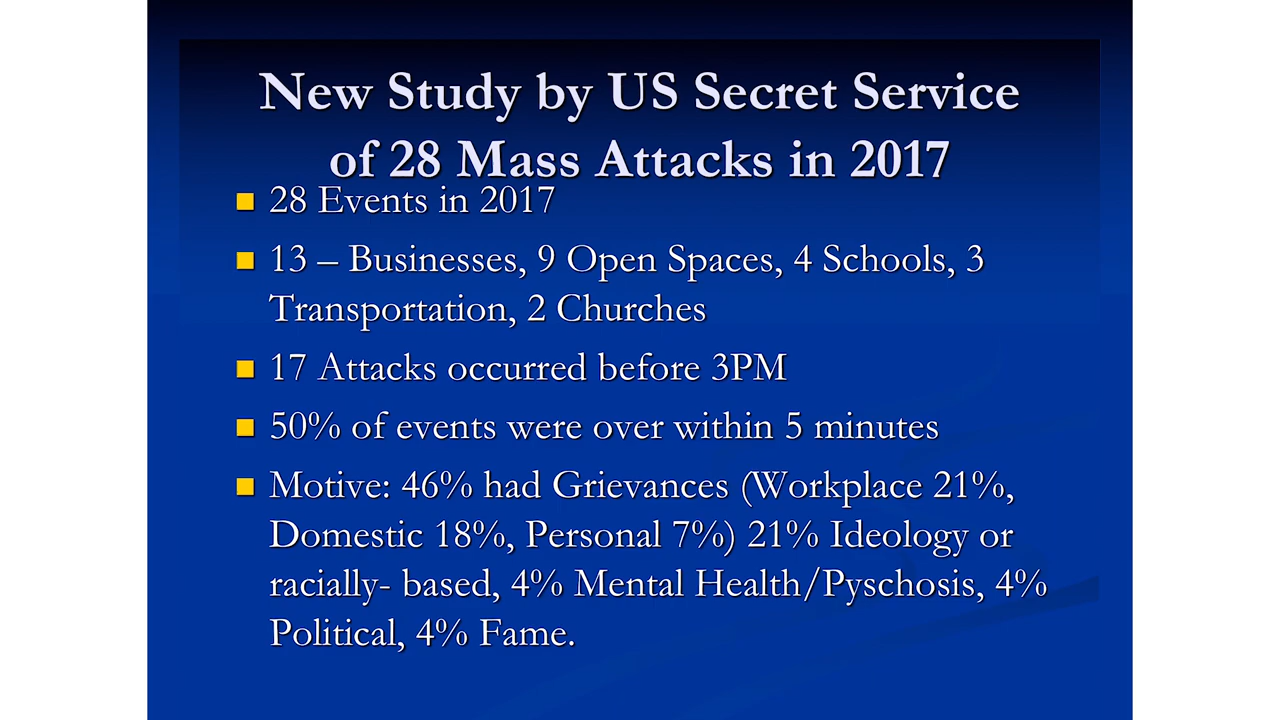 New Study by US Secret Service
of 28 Mass Attacks in 2017
28 Events in 2017
13 – Businesses, 9 Open Spaces, 4 Schools, 3
Transportation, 2 Churches
17 Attacks occurred before 3PM
50% of events were over within 5 minutes
Motive: 46% had Grievances (Workplace 21%,
Domestic 18%, Personal 7%) 21% Ideology or
racially- based, 4% Mental Health/Pyschosis, 4%
Political, 4% Fame.